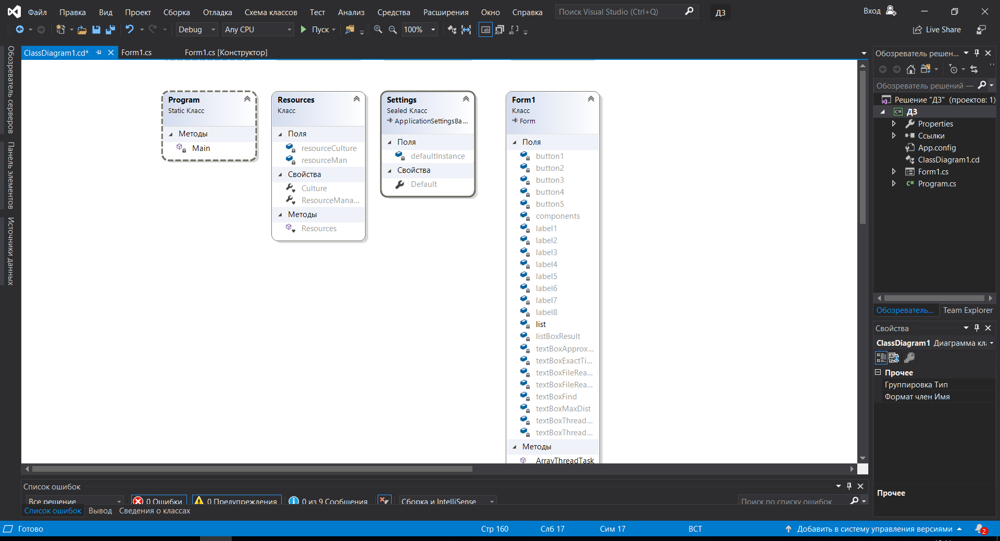 Файл Правка Вид Проект Сборка Отладка Схема классов Тест Анализ Средства Расширения Окно Справка Поиск Visual Studio (Ctrl+Q) ДЗ Вход
Debug Any CPU Пуск 100% Live Share
ClassDiagram1.cd* Form1.cs Form1.cs [Конструктор]
Обозреватель серверов
Панель элементов
Источники данных
Program
Static Класс
Методы
Main
Resources
Класс
Поля
resourceCulture
resourceMan
Свойства
Culture
ResourceMana...
Методы
Resources
Settings
Sealed Класс
ApplicationSettingsBa...
Поля
defaultInstance
Свойства
Default
Form1
Класс
Form
Поля
button1
button2
button3
button4
button5
components
label1
label2
label3
label4
label5
label6
label7
label8
list
listBoxResult
textBoxApprox...
textBoxExactTi...
textBoxFileRea...
textBoxFileRea...
textBoxFind
textBoxMaxDist
textBoxThread...
textBoxThread...
Методы
ArrayThreadTask
Обозреватель решен...
Обозреватель решений —
Решение "ДЗ" (проектов: 1)
C# ДЗ
Properties
Ссылки
App.config
ClassDiagram1.cd
Form1.cs
C# Program.cs
Обозреватель... Team Explorer
Свойства
ClassDiagram1 Диаграмма кла
Прочее
Группировка Тип
Формат член Имя
Прочее
Список ошибок
Все решение 0 Ошибки 0 Предупреждения 0 из 9 Сообщения Сборка и IntelliSense Поиск по списку ошибок
Список ошибок Вывод Сведения о классах
Готово Стр 160 Слб 17 Сим 17 ВСТ Добавить в систему управления версиями 2